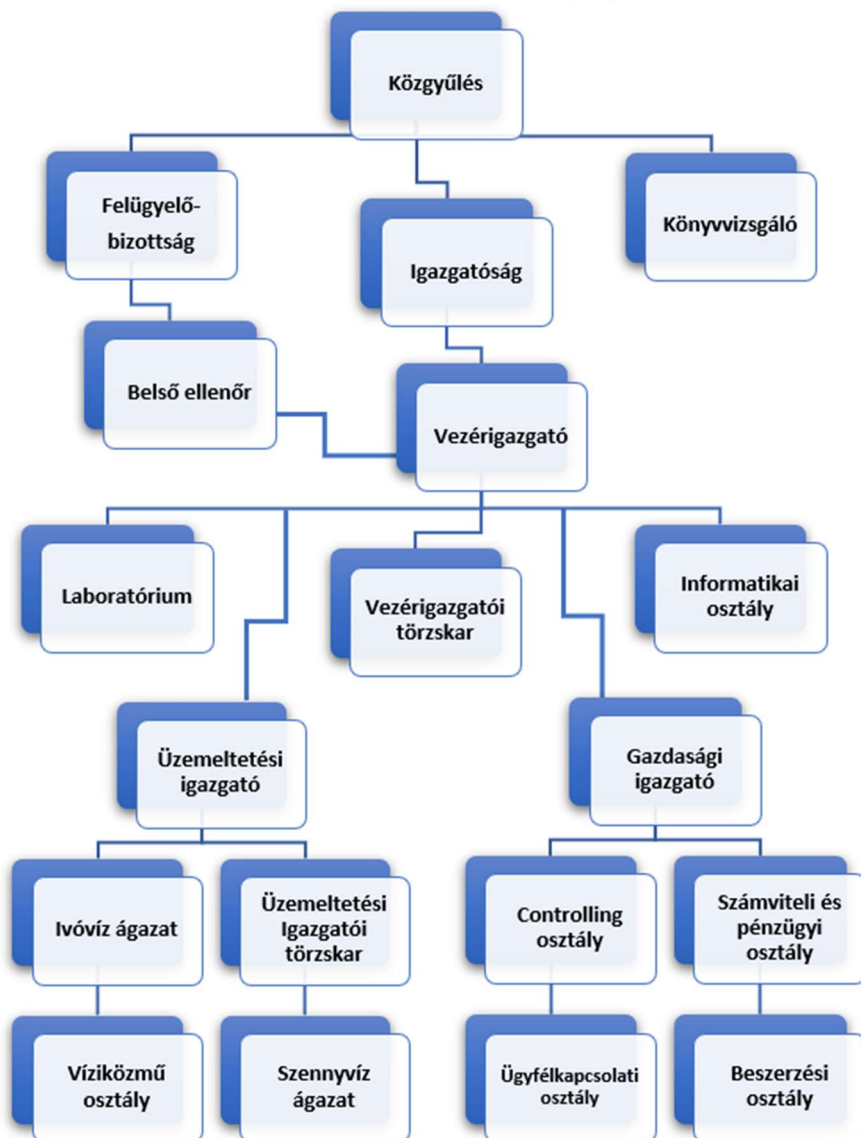 Közgyűlés
Felügyelő-
bizottság
Igazgatóság
Könyvvizsgáló
Belső ellenőr
Vezérigazgató
Laboratórium
Vezérigazgatói
törzskar
Informatikai
osztály
Üzemeltetési
igazgató
Gazdasági
igazgató
Ivóvíz ágazat
Üzemeltetési
Igazgatói
törzskar
Controlling
osztály
Számviteli és
pénzügyi
osztály
Víziközmű
osztály
Szennyvíz
ágazat
Ügyfélkapcsolati
osztály
Beszerzési
osztály